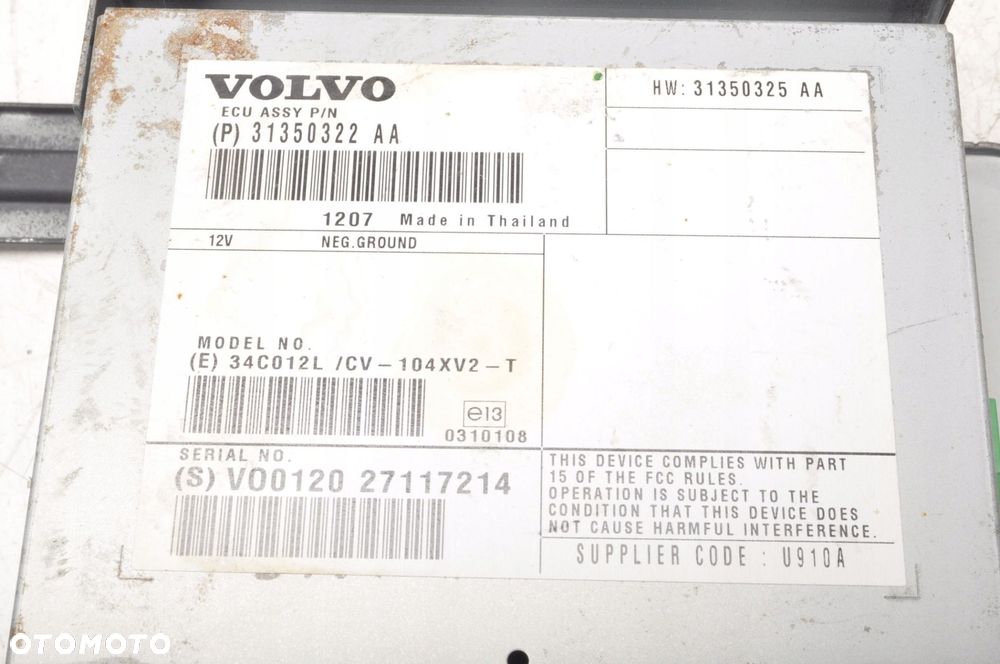 VOLVO
ECU ASSY P/N
(P) 31350322 AA
HW: 31350325 AA
1207 Made in Thailand
12V NEG.GROUND
MODEL NO.
(E) 34C012L /CV-104XV2-T
e13
0310108
SERIAL NO.
(S) VO0120 27117214
THIS DEVICE COMPLIES WITH PART
15 OF THE FCC RULES.
OPERATION IS SUBJECT TO THE
CONDITION THAT THIS DEVICE DOES
NOT CAUSE HARMFUL INTERFERENCE.
SUPPLIER CODE : U910A
OTOMOTO